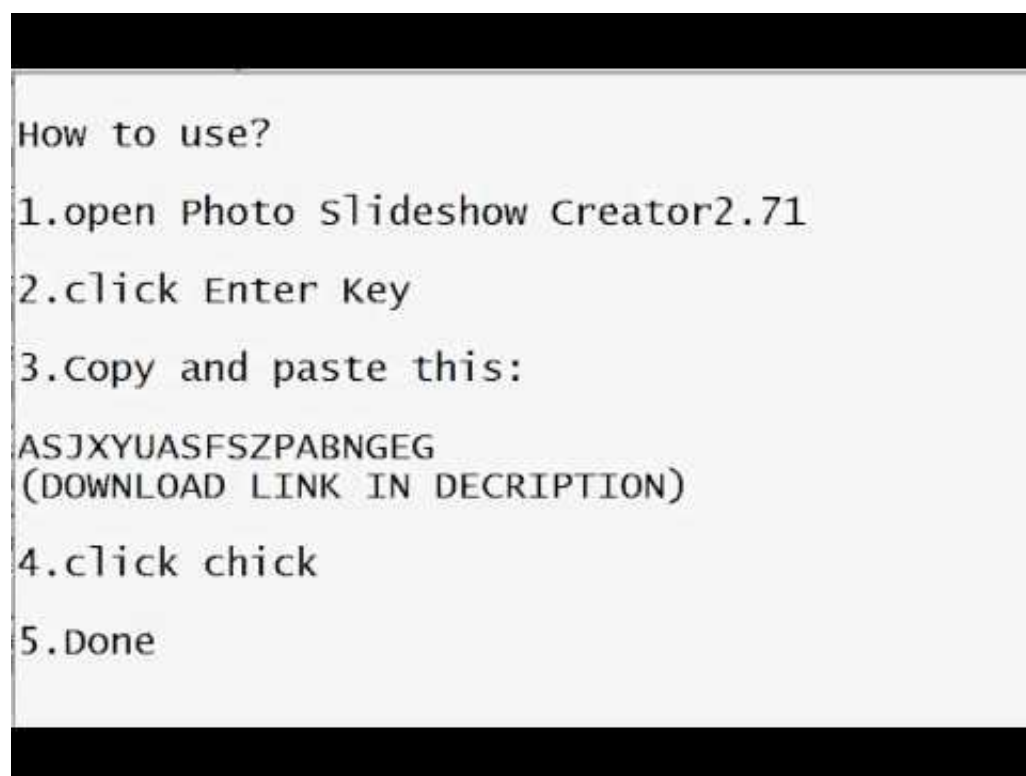 How to use?
1.open Photo Slideshow Creator2.71
2.click Enter Key
3.Copy and paste this:
ASJXYUASFSZPABNGEG
(DOWNLOAD LINK IN DECRIPTION)
4.click chick
5.Done